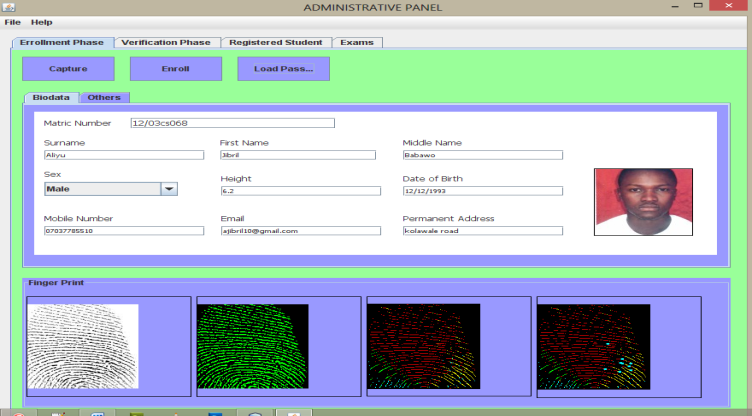 ADMINISTRATIVE PANEL
File Help
Enrollment Phase Verification Phase Registered Student Exams
Capture Enroll Load Pass...
Biodata Others
Matric Number 12/03cs068
Surname First Name Middle Name
Aliyu Jibril Babawo
Sex Height Date of Birth
Male 6.2 12/12/1993
Mobile Number Email Permanent Address
07037785510 ajibril10@gmail.com kolawale road
Finger Print